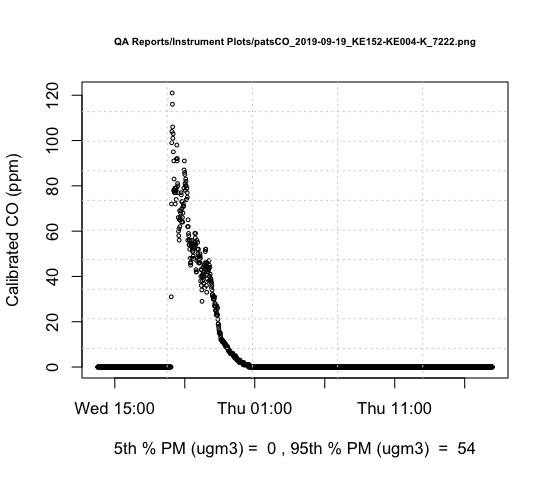 QA Reports/Instrument Plots/patsCO_2019-09-19_KE152-KE004-K_7222.png
Calibrated CO (ppm)
120
100
80
60
40
20
0
Wed 15:00 Thu 01:00 Thu 11:00
5th % PM (ugm3) = 0 , 95th % PM (ugm3) = 54